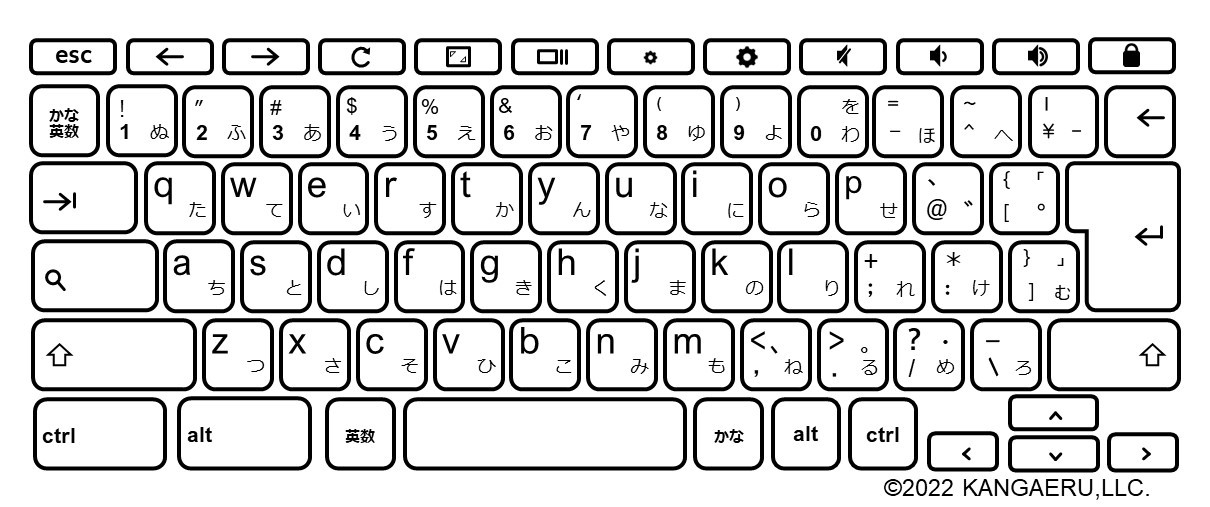 esc
かな 英数 ! 1 ぬ " 2 ふ # 3 あ $ 4 う % 5 え & 6 お ' 7 や ( 8 ゆ ) 9 よ を 0 わ = - ほ ~ ^ へ | ¥ -
q た w て e い r す t か y ん u な i に o ら p せ 、 @ ゛ { 「 [ °
a ち s と d し f は g き h く j ま k の l り + ; れ * : け } 」 ] む
z つ x さ c そ v ひ b こ n み m も < 、 , ね > 。 . る ? ・ / め _ \ ろ
ctrl alt 英数 かな alt ctrl
©2022 KANGAERU,LLC.